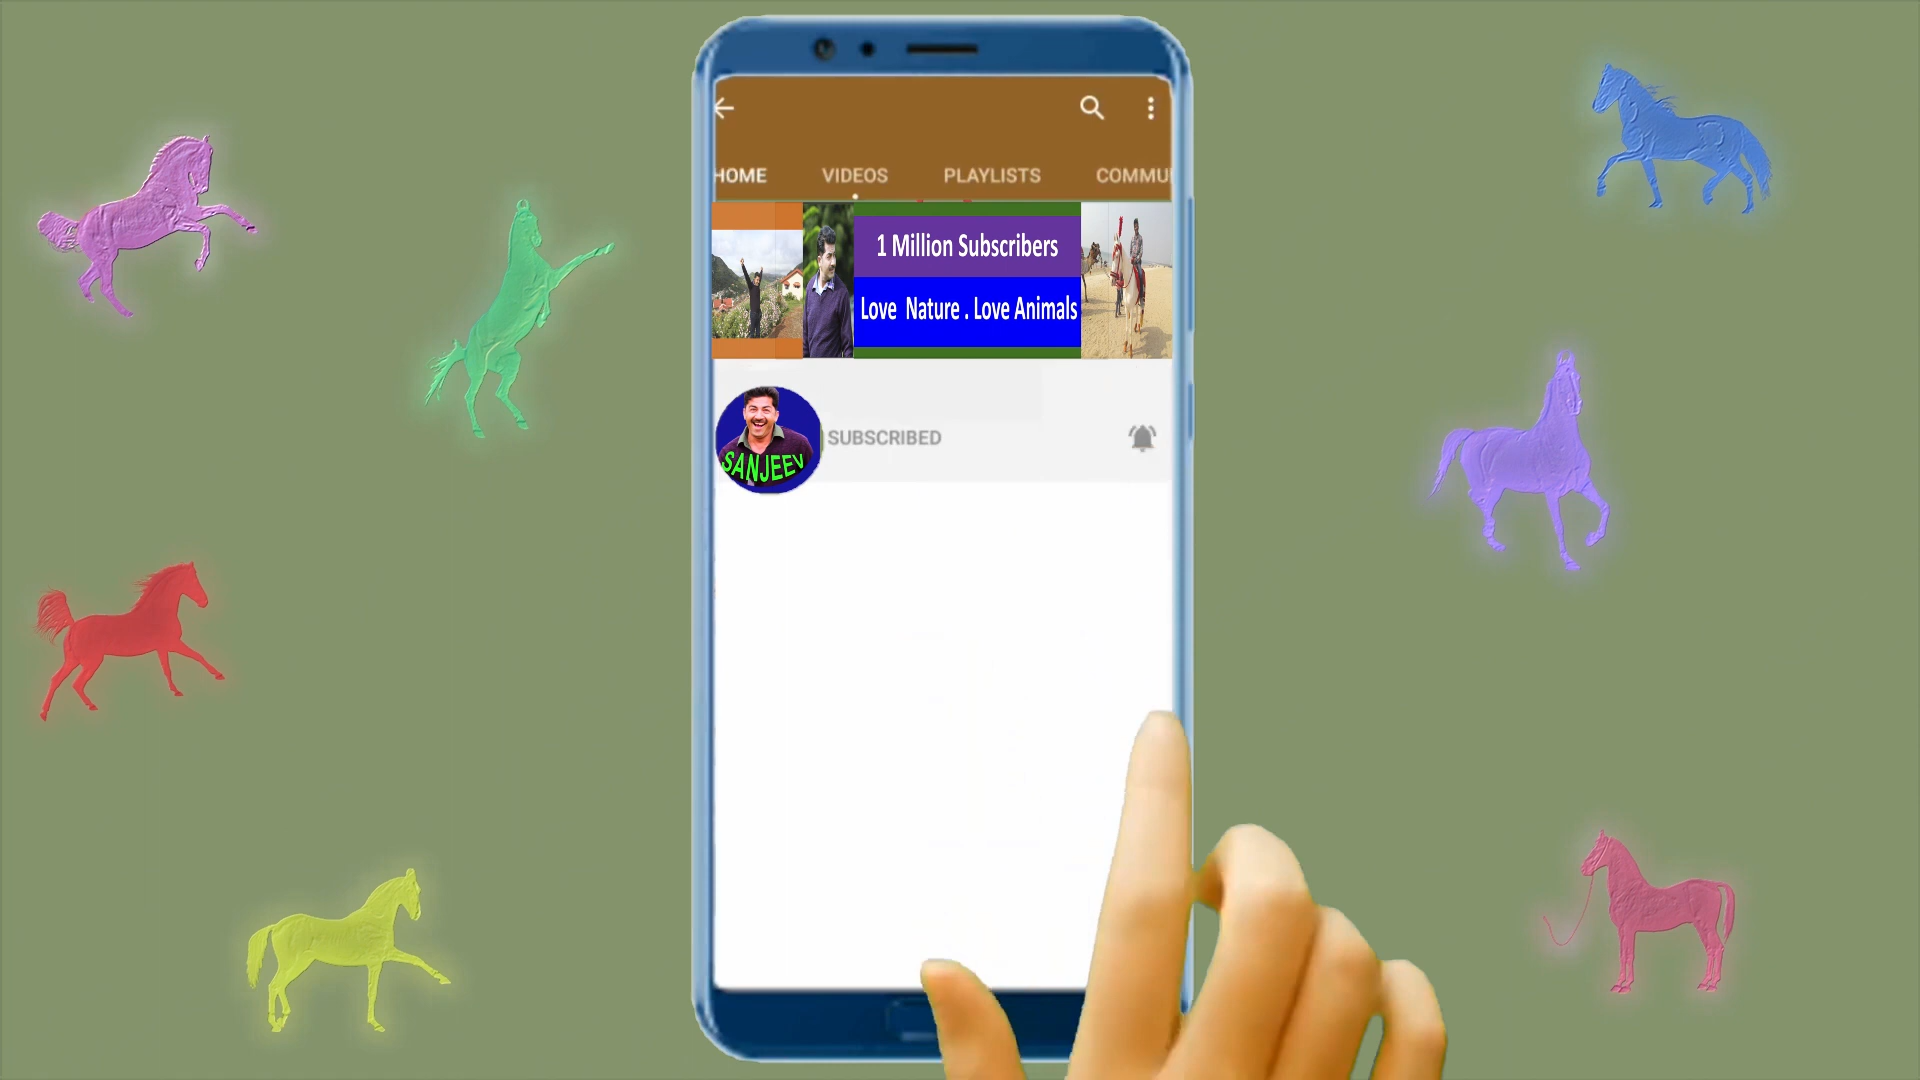 HOME VIDEOS PLAYLISTS COMMU
1 Million Subscribers
Love Nature . Love Animals
SUBSCRIBED
SANJEEV